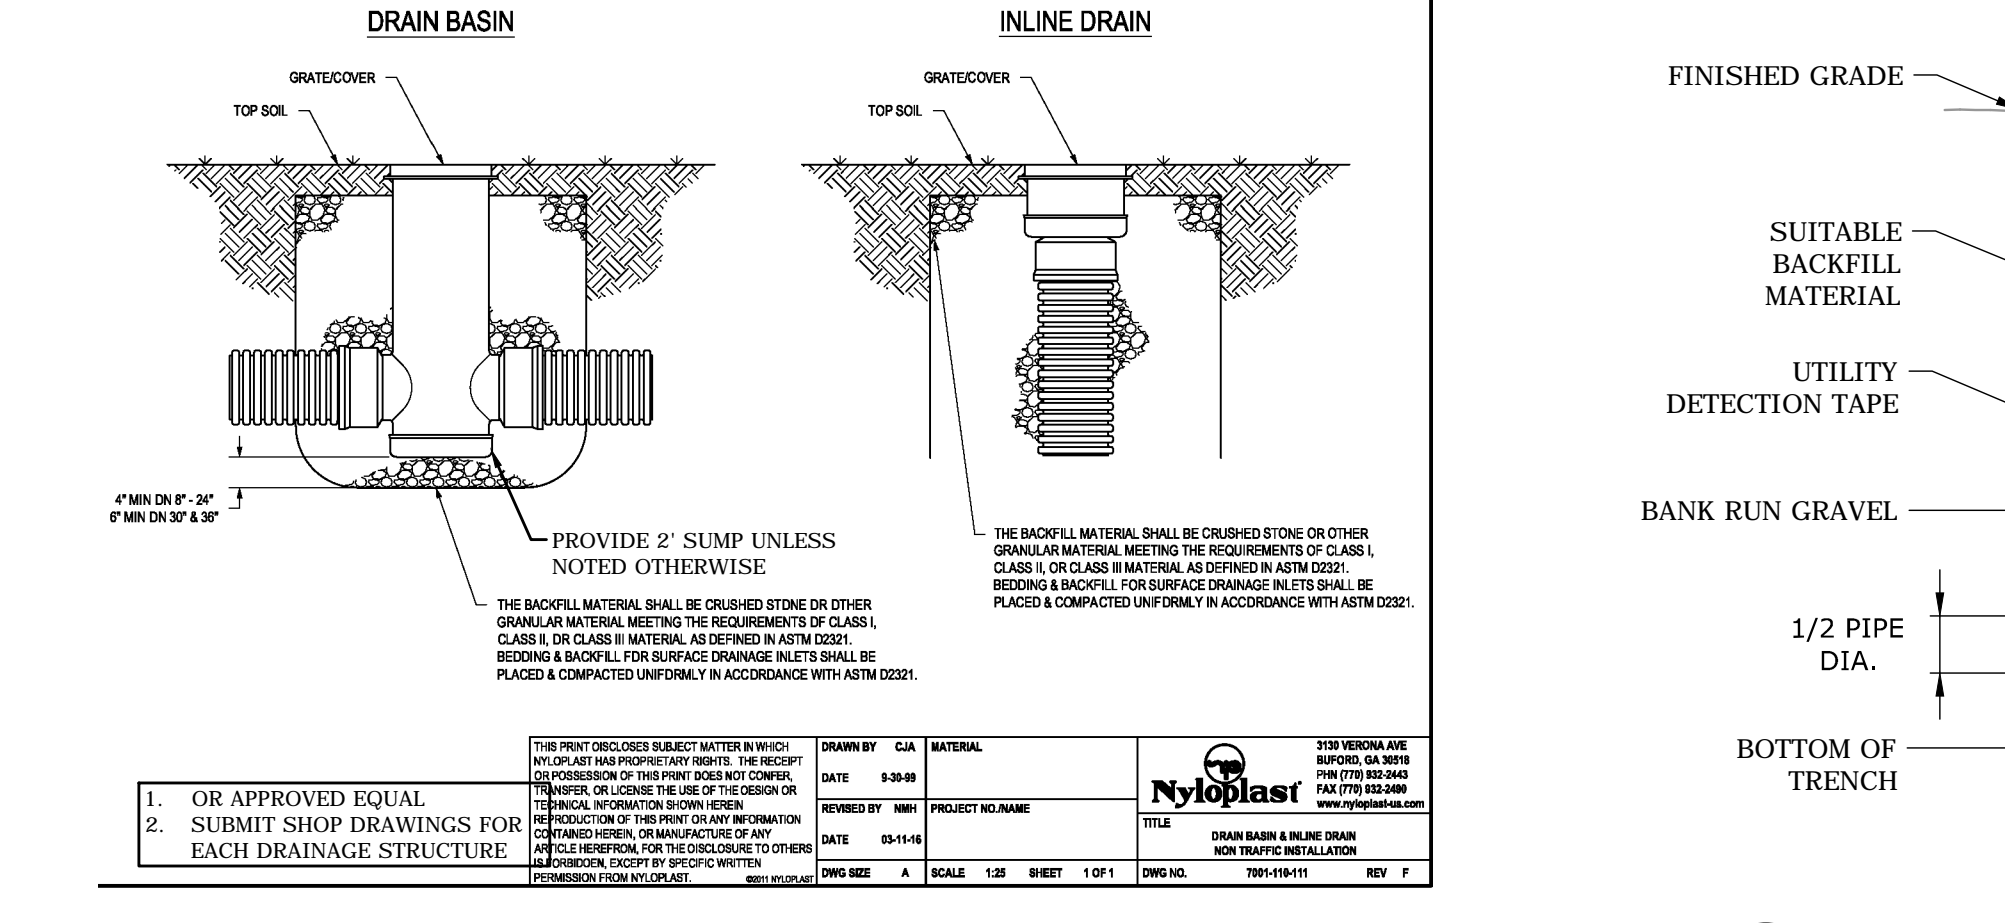 DRAIN BASIN
GRATE/COVER
TOP SOIL
4" MIN DN 8" - 24"
6" MIN DN 30" & 36"
PROVIDE 2' SUMP UNLESS
NOTED OTHERWISE
THE BACKFILL MATERIAL SHALL BE CRUSHED STDNE DR DTHER
GRANULAR MATERIAL MEETING THE REQUIREMENTS DF CLASS I,
CLASS II, DR CLASS III MATERIAL AS DEFINED IN ASTM D2321.
BEDDING & BACKFILL FDR SURFACE DRAINAGE INLETS SHALL BE
PLACED & CDMPACTED UNIFDRMLY IN ACCDRDANCE WITH ASTM D2321.
INLINE DRAIN
GRATE/COVER
TOP SOIL
THE BACKFILL MATERIAL SHALL BE CRUSHED STONE OR OTHER
GRANULAR MATERIAL MEETING THE REQUIREMENTS OF CLASS I,
CLASS II, OR CLASS III MATERIAL AS DEFINED IN ASTM D2321.
BEDDING & BACKFILL FOR SURFACE DRAINAGE INLETS SHALL BE
PLACED & COMPACTED UNIFDRMLY IN ACCDRDANCE WITH ASTM D2321.
1. OR APPROVED EQUAL
2. SUBMIT SHOP DRAWINGS FOR
EACH DRAINAGE STRUCTURE
THIS PRINT OISCLOSES SUBJECT MATTER IN WHICH
NYLOPLAST HAS PROPRIETARY RIGHTS. THE RECEIPT
OR POSSESSION OF THIS PRINT DOES NOT CONFER,
TRANSFER, OR LICENSE THE USE OF THE OESIGN OR
TECHNICAL INFORMATION SHOWN HEREIN
REPRODUCTION OF THIS PRINT OR ANY INFORMATION
CONTAINEO HEREIN, OR MANUFACTURE OF ANY
ARTICLE HEREFROM, FOR THE OISCLOSURE TO OTHERS
IS FORBIDOEN, EXCEPT BY SPECIFIC WRITTEN
PERMISSION FROM NYLOPLAST. ©2011 NYLOPLAST
DRAWN BY CJA
DATE 9-30-99
REVISED BY NMH
DATE 03-11-16
DWG SIZE A
MATERIAL
PROJECT NO./NAME
SCALE 1:25 SHEET 1 OF 1
Nyloplast
3130 VERONA AVE
BUFORD, GA 30518
PHN (770) 932-2443
FAX (770) 932-2490
www.nyloplast-us.com
TITLE
DRAIN BASIN & INLINE DRAIN
NON TRAFFIC INSTALLATION
DWG NO. 7001-110-111 REV F
FINISHED GRADE
SUITABLE
BACKFILL
MATERIAL
UTILITY
DETECTION TAPE
BANK RUN GRAVEL
1/2 PIPE
DIA.
BOTTOM OF
TRENCH